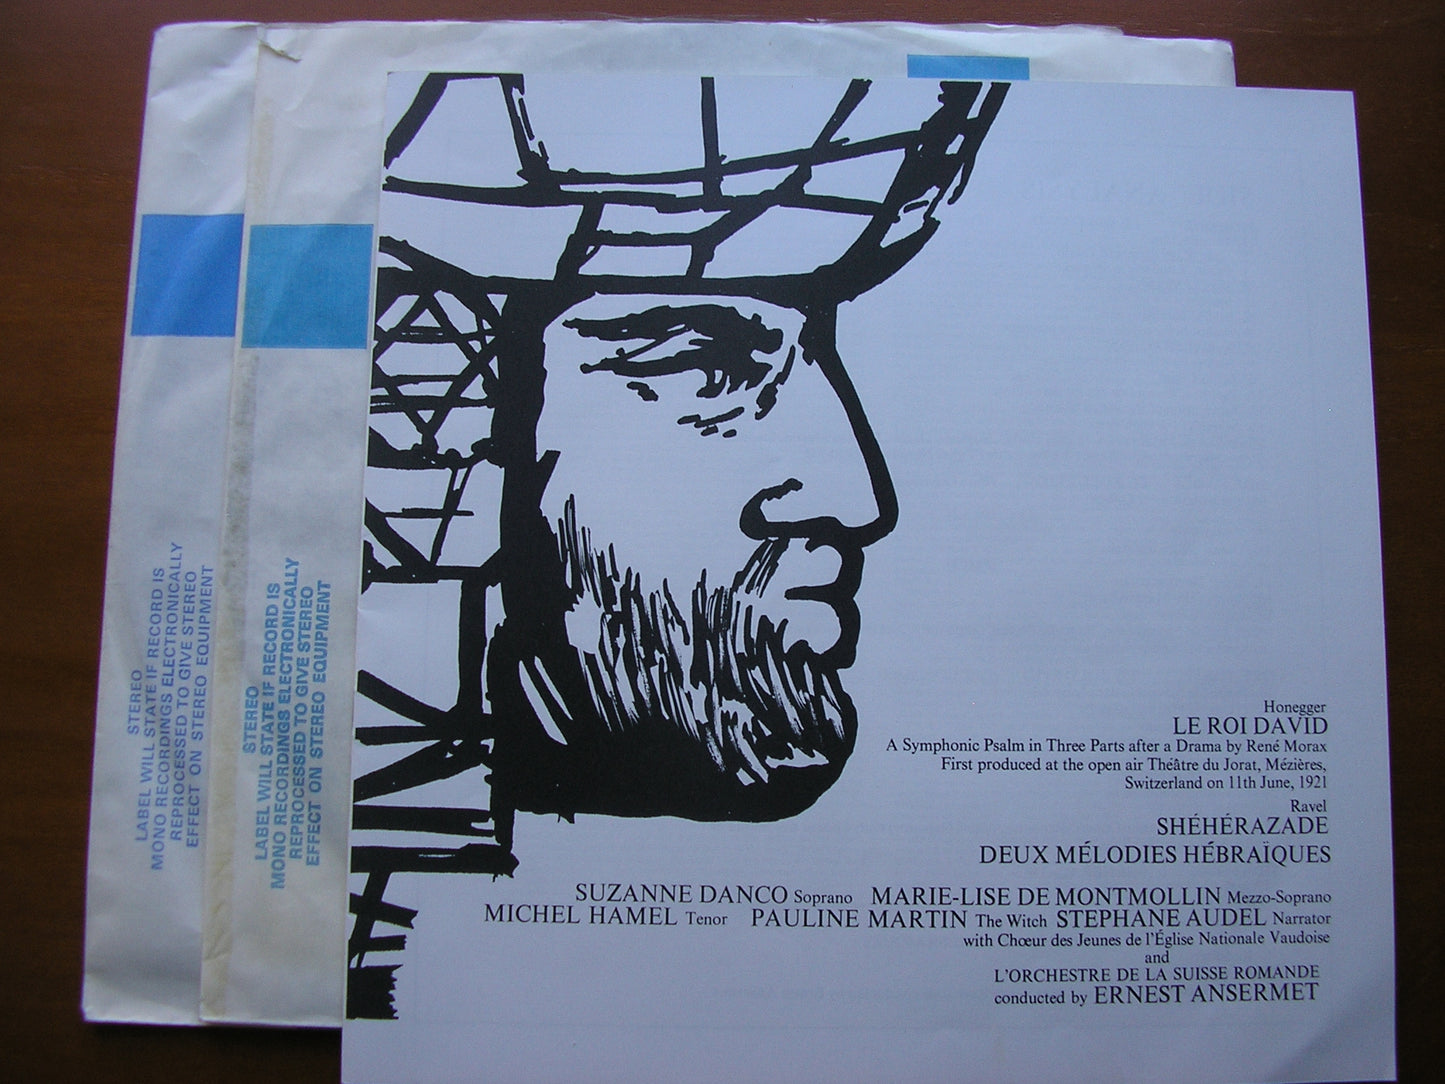 STEREO
LABEL WILL STATE IF RECORD IS
MONO RECORDINGS ELECTRONICALLY
REPROCESSED TO GIVE STEREO
EFFECT ON STEREO EQUIPMENT
STEREO
LABEL WILL STATE IF RECORD IS
MONO RECORDINGS ELECTRONICALLY
REPROCESSED TO GIVE STEREO
EFFECT ON STEREO EQUIPMENT
Honegger
LE ROI DAVID
A Symphonic Psalm in Three Parts after a Drama by René Morax
First produced at the open air Théâtre du Jorat, Mézières,
Switzerland on 11th June, 1921
Ravel
SHÉHÉRAZADE
DEUX MÉLODIES HÉBRAÏQUES
SUZANNE DANCO Soprano MARIE-LISE DE MONTMOLLIN Mezzo-Soprano
MICHEL HAMEL Tenor PAULINE MARTIN The Witch STEPHANE AUDEL Narrator
with Chœur des Jeunes de l'Église Nationale Vaudoise
and
L'ORCHESTRE DE LA SUISSE ROMANDE
conducted by ERNEST ANSERMET